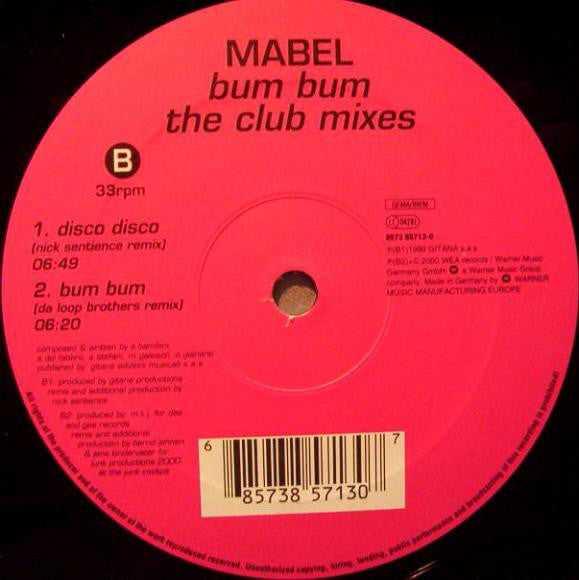 MABEL
bum bum
the club mixes
B
33rpm
1. disco disco
(nick sentience remix)
06:49
2. bum bum
(da loop brothers remix)
06:20
GEMA/BIEM
8573 85713-0
℗(B1)1999 GITANA s.a.s
℗(B2)+© 2000 WEA records / Warner Music
Germany GmbH a Warner Music Group
company. Made in Germany by WARNER
MUSIC MANUFACTURING EUROPE
composed & written by a bambini,
a del fabbro, a stefani, m galeazzi, d giananti
published by gitana edizioni musicali s a s
B1: produced by gitana productions
remix and additional production by
nick sentience
B2: produced by m.t.j. for dee
and gee records
remix and additional
production by bernd johnen
& jens lindervater for
junk productions 2000
at the junk cockpit
6 85738 57130 7
All rights of the producer and of the owner of the work reproduced reserved. Unauthorized copying, hiring, lending, public performance and broadcasting of this recording is prohibited!